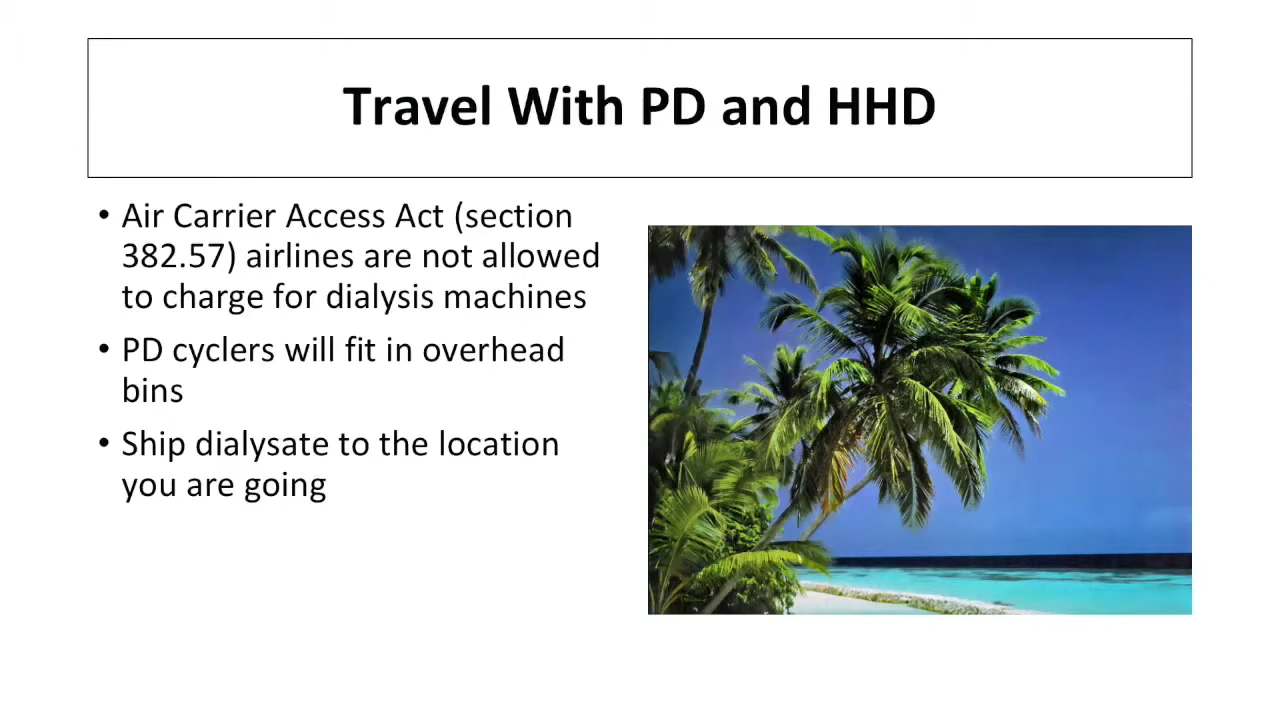 Travel With PD and HHD
• Air Carrier Access Act (section
382.57) airlines are not allowed
to charge for dialysis machines
• PD cyclers will fit in overhead
bins
• Ship dialysate to the location
you are going